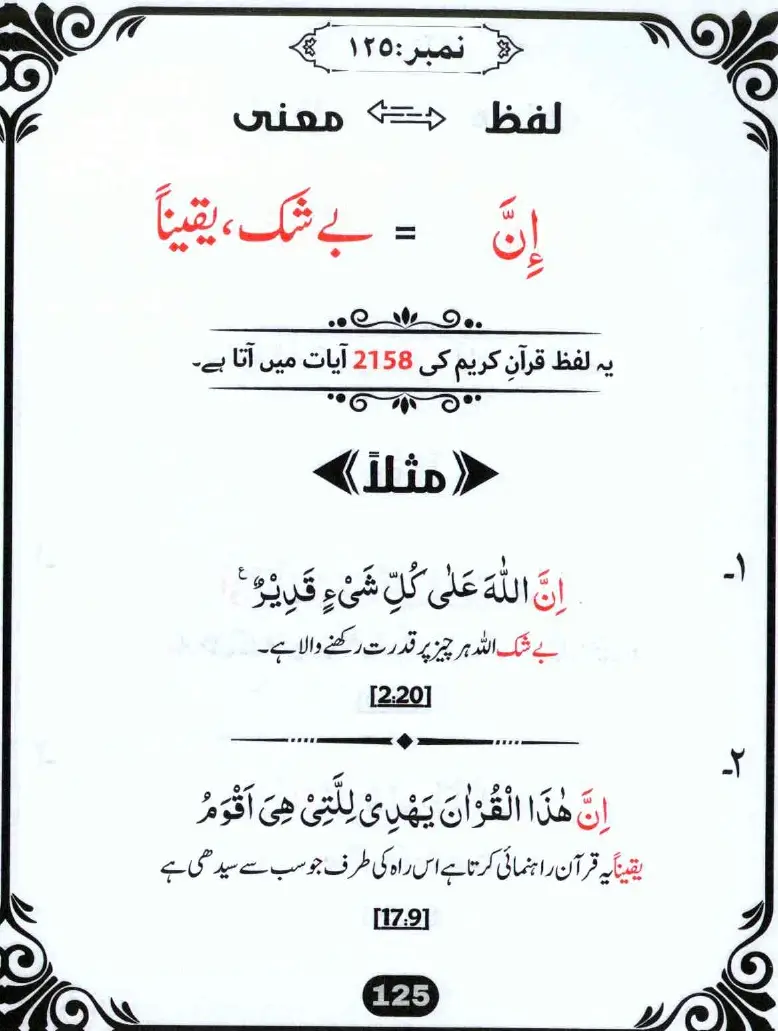 نمبر:۱۲۵
لفظ معنی
إِنَّ = بے شک، یقیناً
یہ لفظ قرآنِ کریم کی 2158 آیات میں آتا ہے۔
مثلاً
۱۔
اِنَّ اللّٰهَ عَلٰى كُلِّ شَىْءٍ قَدِيْرٌ ع
بے شک اللہ ہر چیز پر قدرت رکھنے والا ہے۔
[2:20]
۲۔
اِنَّ هٰذَا الْقُرْاٰنَ يَهْدِىْ لِلَّتِىْ هِىَ اَقْوَمُ
یقیناً یہ قرآن راہنمائی کرتا ہے اس راہ کی طرف جو سب سے سیدھی ہے
[17:9]
125